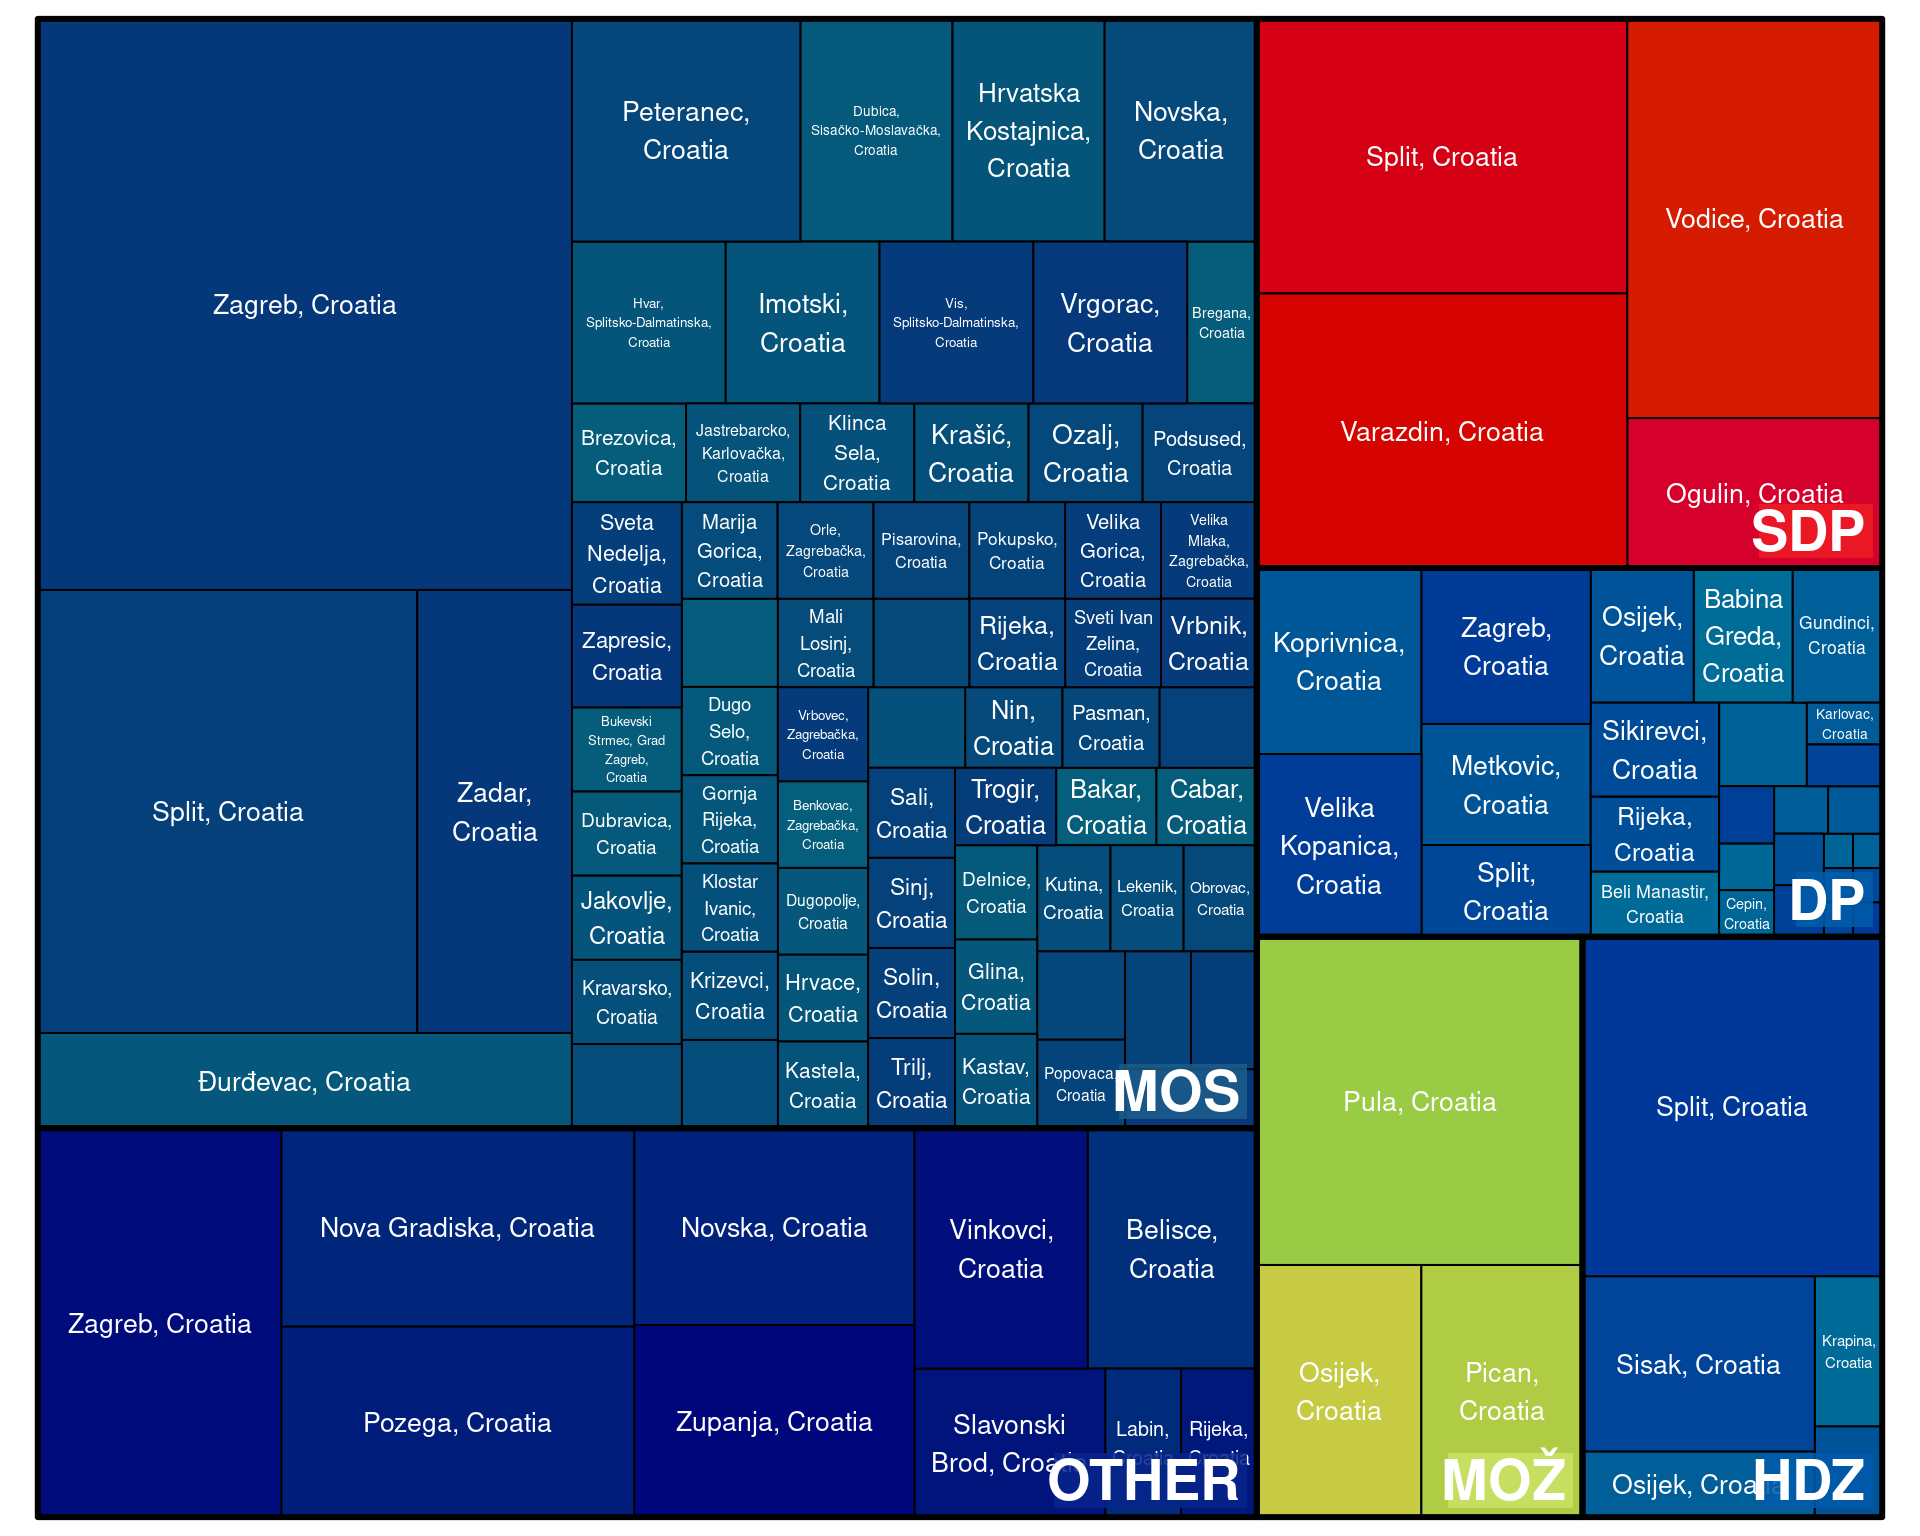 Zagreb, Croatia
Split, Croatia
Zadar,
Croatia
Đurđevac, Croatia
Peteranec,
Croatia
Dubica,
Sisačko-Moslavačka,
Croatia
Hrvatska
Kostajnica,
Croatia
Novska,
Croatia
Hvar,
Splitsko-Dalmatinska,
Croatia
Imotski,
Croatia
Vis,
Splitsko-Dalmatinska,
Croatia
Vrgorac,
Croatia
Bregana,
Croatia
Brezovica,
Croatia
Jastrebarcko,
Karlovačka,
Croatia
Klinca
Sela,
Croatia
Krašić,
Croatia
Ozalj,
Croatia
Podsused,
Croatia
Sveta
Nedelja,
Croatia
Zapresic,
Croatia
Bukevski
Strmec, Grad
Zagreb,
Croatia
Dubravica,
Croatia
Jakovlje,
Croatia
Kravarsko,
Croatia
Marija
Gorica,
Croatia
Orle,
Zagrebačka,
Croatia
Pisarovina,
Croatia
Pokupsko,
Croatia
Velika
Gorica,
Croatia
Velika
Mlaka,
Zagrebačka,
Croatia
Mali
Losinj,
Croatia
Rijeka,
Croatia
Sveti Ivan
Zelina,
Croatia
Vrbnik,
Croatia
Dugo
Selo,
Croatia
Gornja
Rijeka,
Croatia
Klostar
Ivanic,
Croatia
Krizevci,
Croatia
Vrbovec,
Zagrebačka,
Croatia
Benkovac,
Zagrebačka,
Croatia
Dugopolje,
Croatia
Hrvace,
Croatia
Kastela,
Croatia
Nin,
Croatia
Pasman,
Croatia
Sali,
Croatia
Sinj,
Croatia
Solin,
Croatia
Trilj,
Croatia
Trogir,
Croatia
Bakar,
Croatia
Cabar,
Croatia
Delnice,
Croatia
Glina,
Croatia
Kastav,
Croatia
Kutina,
Croatia
Lekenik,
Croatia
Obrovac,
Croatia
Popovaca,
Croatia
MOS
Zagreb, Croatia
Nova Gradiska, Croatia
Pozega, Croatia
Novska, Croatia
Zupanja, Croatia
Vinkovci,
Croatia
Belisce,
Croatia
Slavonski
Brod, Croatia
Labin,
Croatia
Rijeka,
Croatia
OTHER
Split, Croatia
Varazdin, Croatia
Vodice, Croatia
Ogulin, Croatia
SDP
Koprivnica,
Croatia
Velika
Kopanica,
Croatia
Zagreb,
Croatia
Metkovic,
Croatia
Split,
Croatia
Osijek,
Croatia
Babina
Greda,
Croatia
Gundinci,
Croatia
Sikirevci,
Croatia
Rijeka,
Croatia
Beli Manastir,
Croatia
Karlovac,
Croatia
Cepin,
Croatia
DP
Pula, Croatia
Osijek,
Croatia
Pican,
Croatia
MOŽ
Split, Croatia
Sisak, Croatia
Krapina,
Croatia
Osijek, Croatia
HDZ